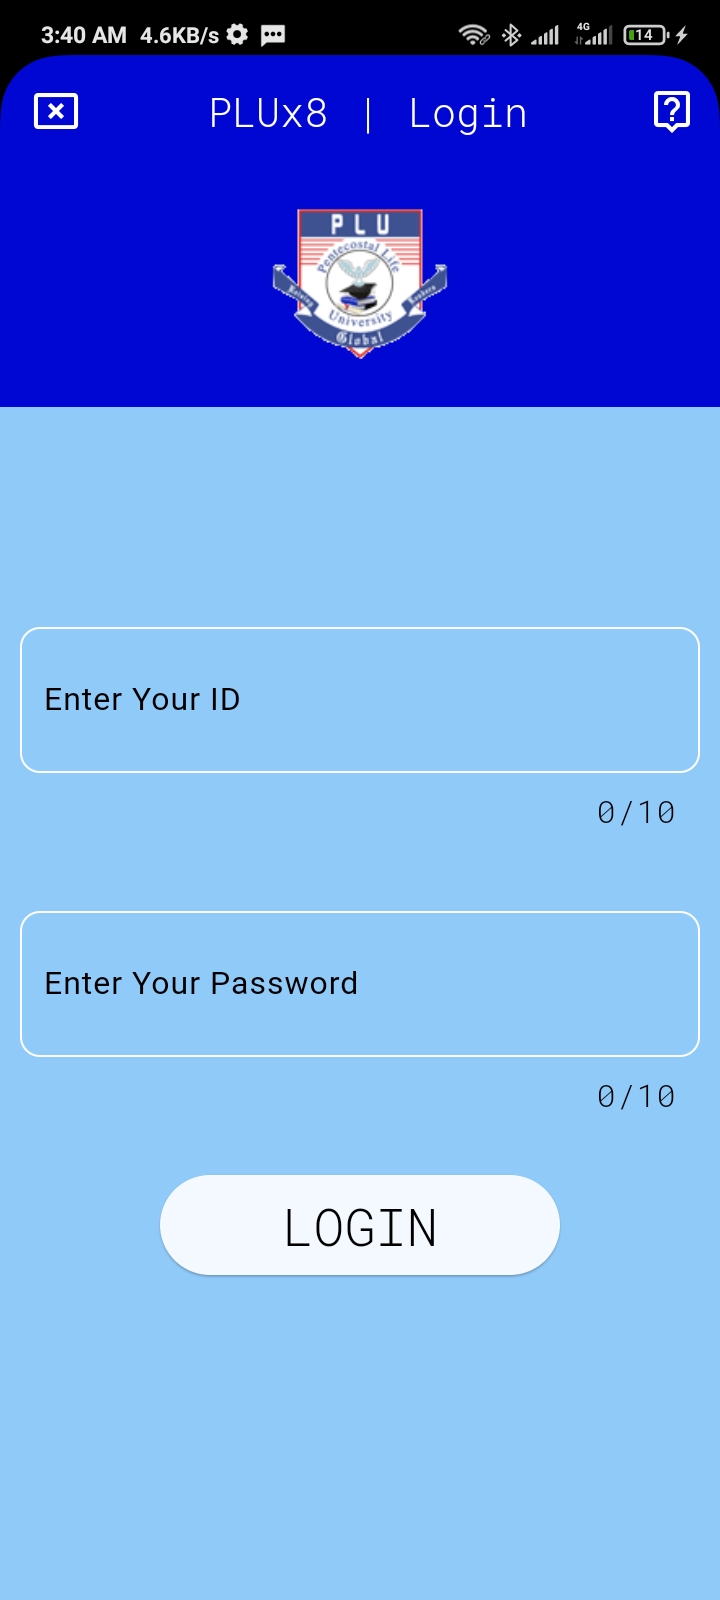 3:40 AM 4.6KB/s 4G 14
PLUx8 | Login
PLU
Pentecostal Life
University
Global
Enter Your ID
0/10
Enter Your Password
0/10
LOGIN